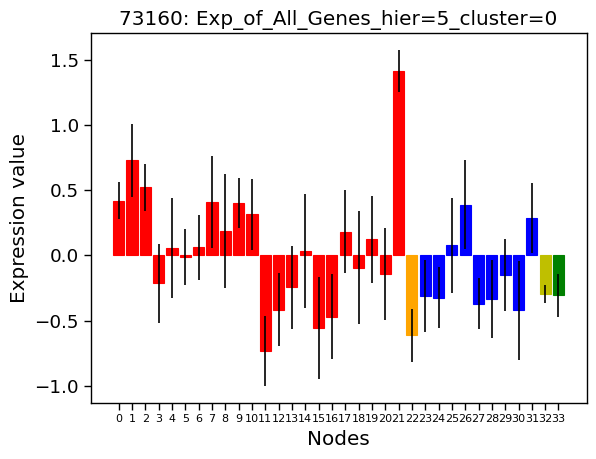 73160: Exp_of_All_Genes_hier=5_cluster=0
Expression value
1.5
1.0
0.5
0.0
−0.5
−1.0
0 1 2 3 4 5 6 7 8 9 10 11 12 13 14 15 16 17 18 19 20 21 22 23 24 25 26 27 28 29 30 31 32 33
Nodes